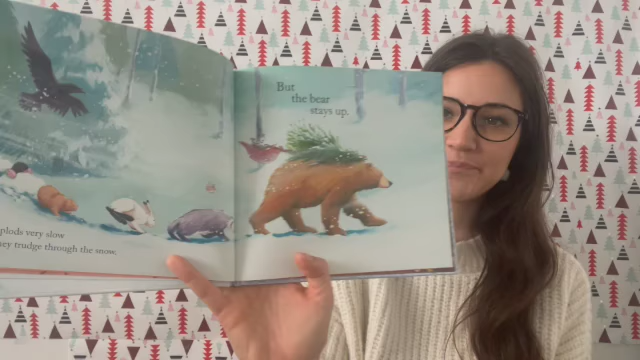 plods very slow
ey trudge through the snow.
But
the bear
stays up.